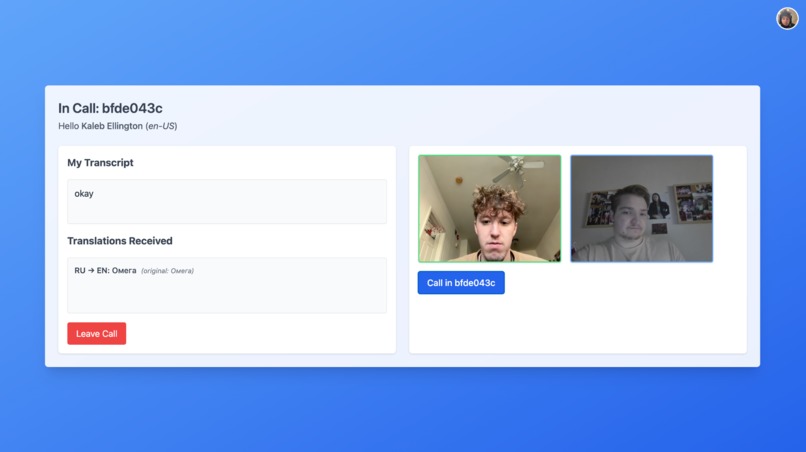 In Call: bfde043c
Hello Kaleb Ellington (en-US)
My Transcript
okay
Translations Received
RU → EN: Омега (original: Омега)
Leave Call
Call in bfde043c